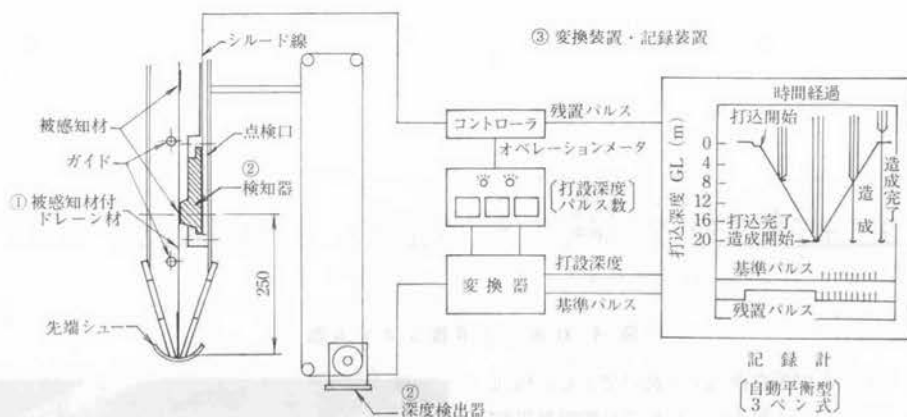 シルード線
③ 変換装置・記録装置
被感知材
ガイド
① 被感知材付
ドレーン材
先端シュー
点検口
②
検知器
250
②
深度検出器
コントローラ
残置パルス
オペレーションメータ
打設深度
パルス数
変換器
打設深度
基準パルス
時間経過
打込開始
打込深度 GL (m)
0
4
8
12
16
20
打込完了
造成開始
造成
造成完了
基準パルス
残置パルス
記録計
自動平衡型
3ペン式